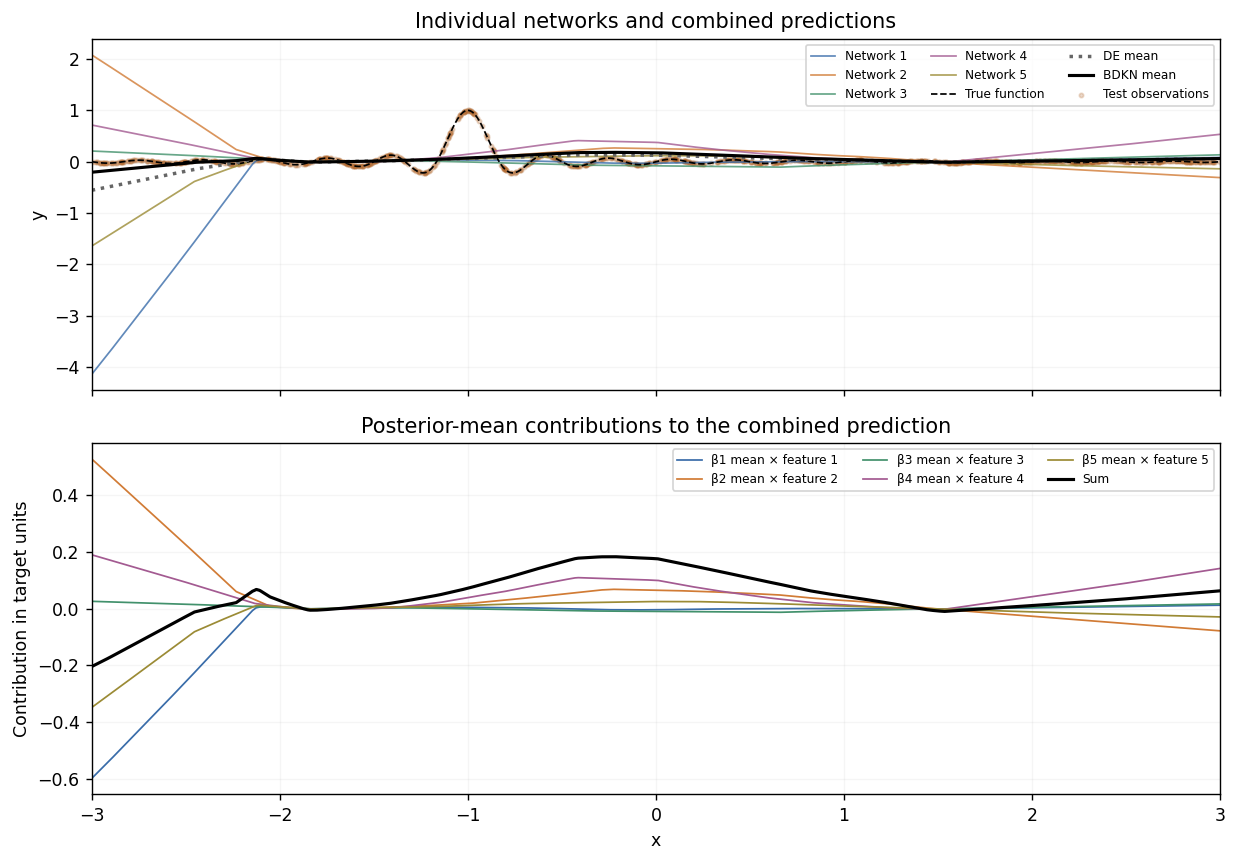 Individual networks and combined predictions
Network 1
Network 2
Network 3
Network 4
Network 5
True function
DE mean
BDKN mean
Test observations
y
2
1
0
−1
−2
−3
−4
Posterior-mean contributions to the combined prediction
β1 mean × feature 1
β2 mean × feature 2
β3 mean × feature 3
β4 mean × feature 4
β5 mean × feature 5
Sum
Contribution in target units
0.4
0.2
0.0
−0.2
−0.4
−0.6
−3 −2 −1 0 1 2 3
x